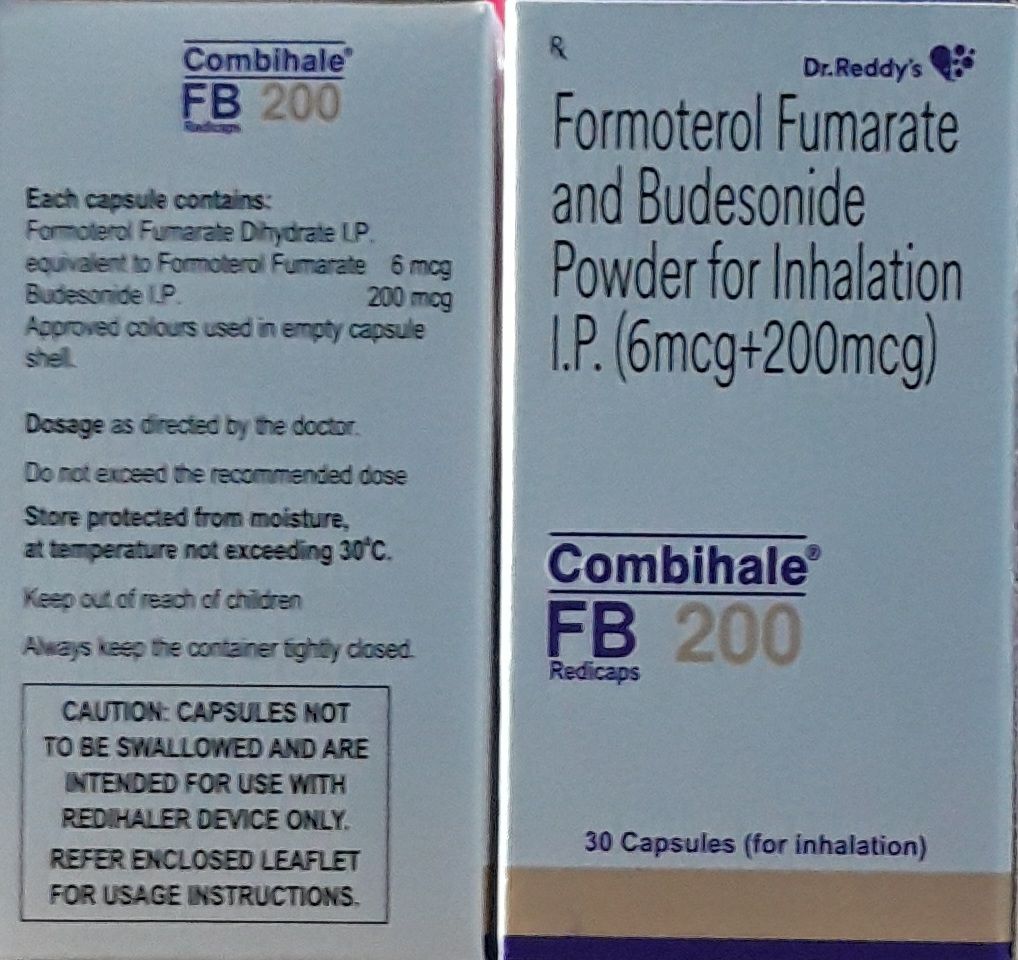 Combihale®
FB 200
Redicaps
Each capsule contains:
Formoterol Fumarate Dihydrate I.P.
equivalent to Formoterol Fumarate 6 mcg
Budesonide I.P. 200 mcg
Approved colours used in empty capsule
shell.
Dosage as directed by the doctor.
Do not exceed the recommended dose
Store protected from moisture,
at temperature not exceeding 30°C.
Keep out of reach of children
Always keep the container tightly closed.
CAUTION: CAPSULES NOT
TO BE SWALLOWED AND ARE
INTENDED FOR USE WITH
REDIHALER DEVICE ONLY.
REFER ENCLOSED LEAFLET
FOR USAGE INSTRUCTIONS.
℞
Dr.Reddy's
Formoterol Fumarate
and Budesonide
Powder for Inhalation
I.P. (6mcg+200mcg)
Combihale®
FB 200
Redicaps
30 Capsules (for inhalation)